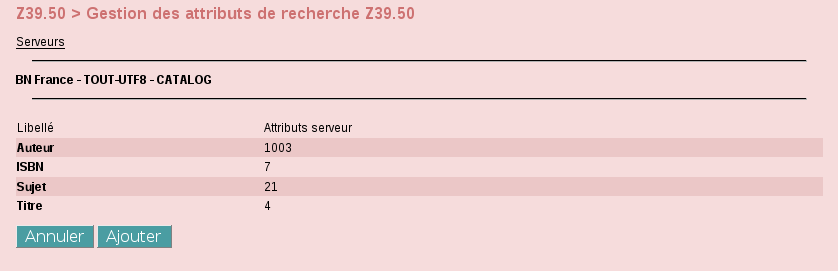 Z39.50 > Gestion des attributs de recherche Z39.50
Serveurs
BN France - TOUT-UTF8 - CATALOG
Libellé Attributs serveur
Auteur 1003
ISBN 7
Sujet 21
Titre 4
Annuler Ajouter